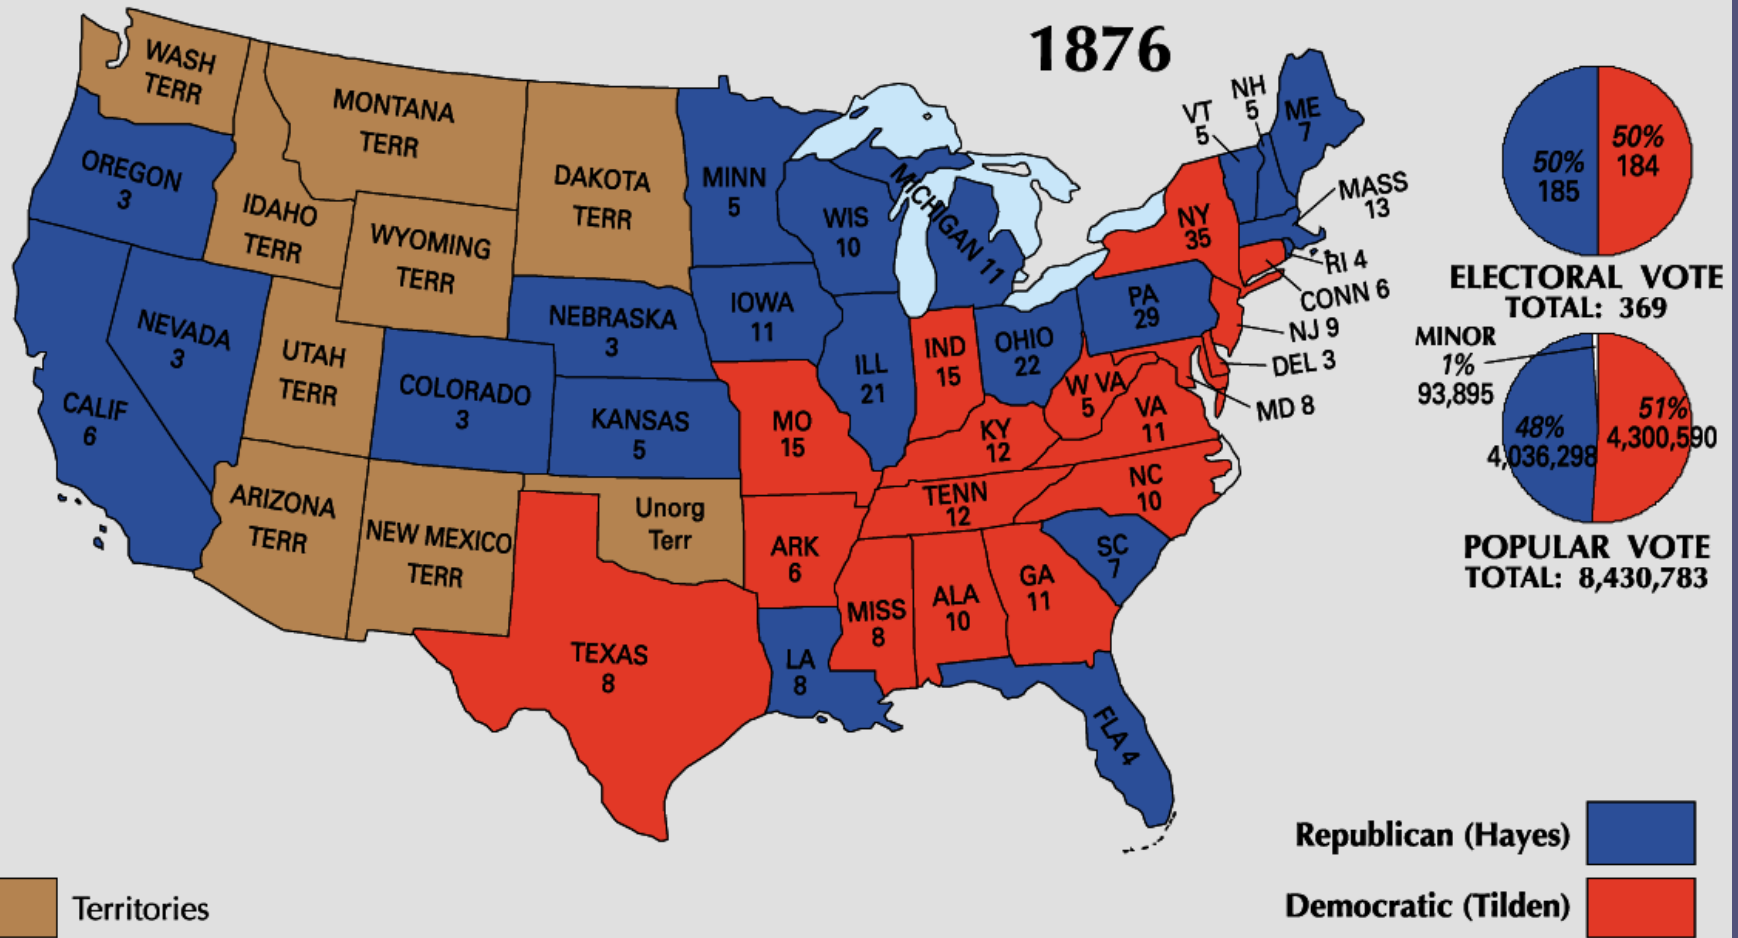 1876
WASH
TERR
MONTANA
TERR
DAKOTA
TERR
OREGON
3
IDAHO
TERR
WYOMING
TERR
MINN
5
WIS
10
MICHIGAN 11
VT
5
NH
5
ME
7
MASS
13
NY
35
RI 4
CONN 6
NJ 9
DEL 3
MD 8
PA
29
NEVADA
3
CALIF
6
UTAH
TERR
COLORADO
3
NEBRASKA
3
KANSAS
5
IOWA
11
ILL
21
IND
15
OHIO
22
W VA
5
VA
11
MO
15
KY
12
TENN
12
NC
10
ARIZONA
TERR
NEW MEXICO
TERR
Unorg
Terr
ARK
6
SC
7
TEXAS
8
LA
8
MISS
8
ALA
10
GA
11
FLA 4
50%
185
50%
184
ELECTORAL VOTE
TOTAL: 369
MINOR
1%
93,895
48%
4,036,298
51%
4,300,590
POPULAR VOTE
TOTAL: 8,430,783
Republican (Hayes)
Democratic (Tilden)
Territories